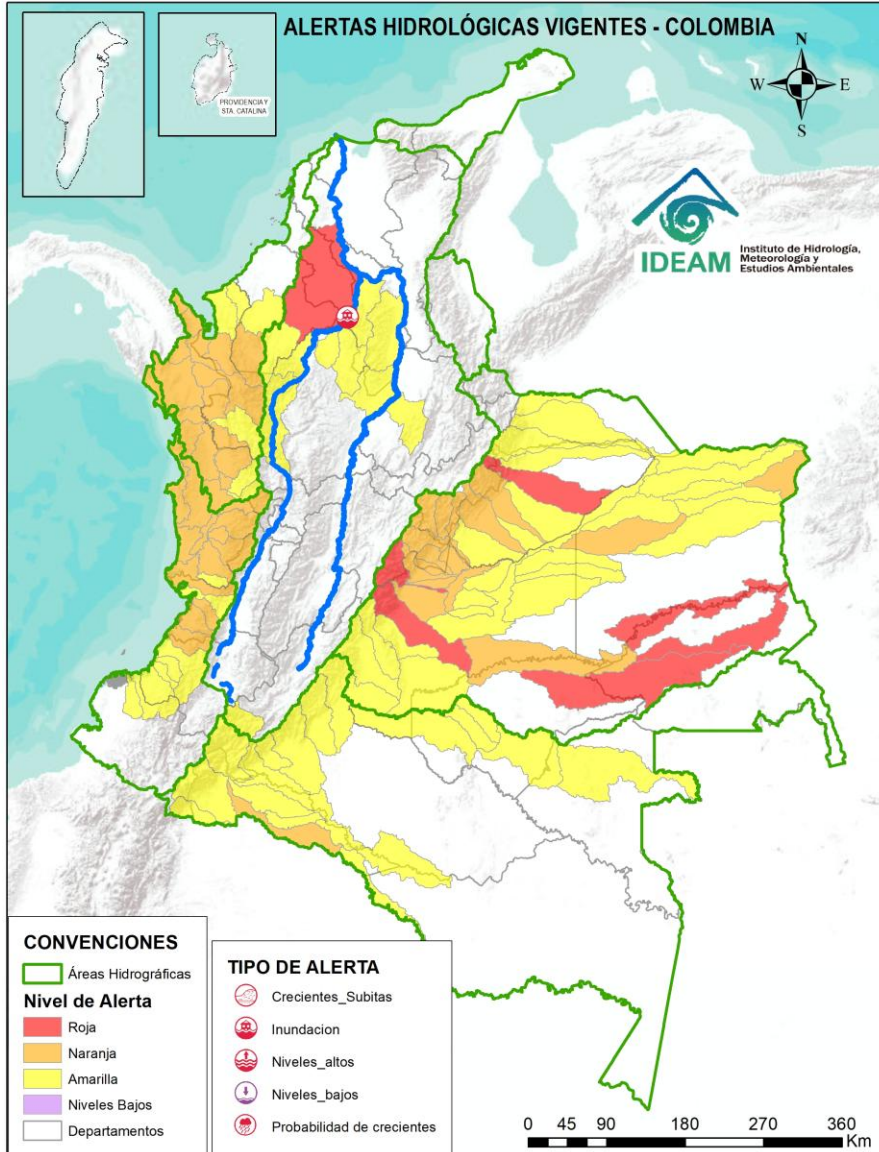 ALERTAS HIDROLÓGICAS VIGENTES - COLOMBIA
N
W
E
S
PROVIDENCIA Y
STA. CATALINA
IDEAM
Instituto de Hidrología,
Meteorología y
Estudios Ambientales
CONVENCIONES
Áreas Hidrográficas
Nivel de Alerta
Roja
Naranja
Amarilla
Niveles Bajos
Departamentos
TIPO DE ALERTA
Crecientes_Subitas
Inundacion
Niveles_altos
Niveles_bajos
Probabilidad de crecientes
0 45 90 180 270 360
Km